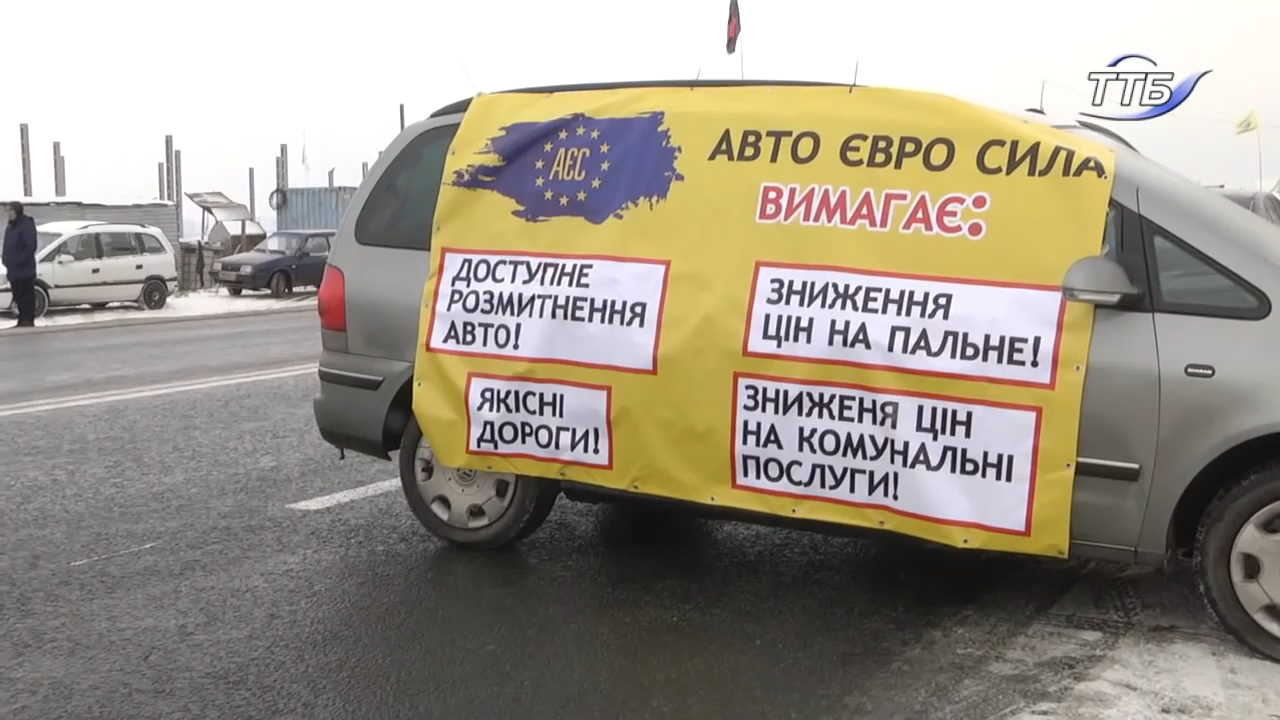 ТТБ
АЄС
АВТО ЄВРО СИЛА
ВИМАГАЄ:
ДОСТУПНЕ
РОЗМИТНЕННЯ
АВТО!
ЗНИЖЕННЯ
ЦІН НА ПАЛЬНЕ!
ЯКІСНІ
ДОРОГИ!
ЗНИЖЕНЯ ЦІН
НА КОМУНАЛЬНІ
ПОСЛУГИ!
SHARAN